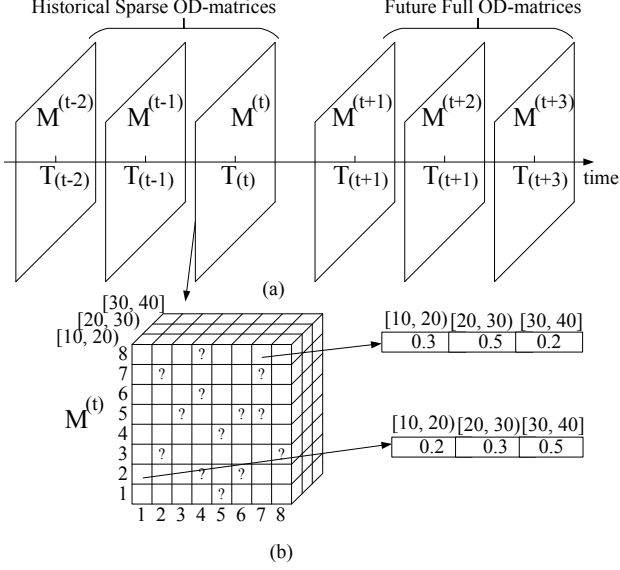 Historical Sparse OD-matrices
Future Full OD-matrices
M(t-2) M(t-1) M(t) M(t+1) M(t+2) M(t+3)
T(t-2) T(t-1) T(t) T(t+1) T(t+1) T(t+3) time
(a)
[30, 40]
[20, 30)
[10, 20)
[10, 20) [20, 30) [30, 40]
0.3 0.5 0.2
8 ?
7 ? ?
6 ?
M(t)
5 ? ? ?
4 ?
3 ? ?
2 ? ?
1 ?
1 2 3 4 5 6 7 8
[10, 20) [20, 30) [30, 40]
0.2 0.3 0.5
(b)